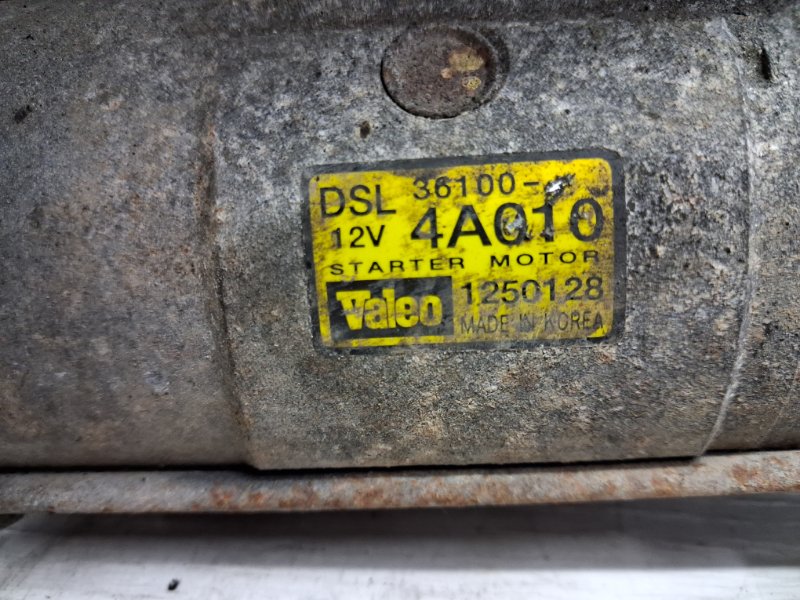 DSL 36100-
12V 4A010
STARTER MOTOR
Valeo 1250128
MADE IN KOREA